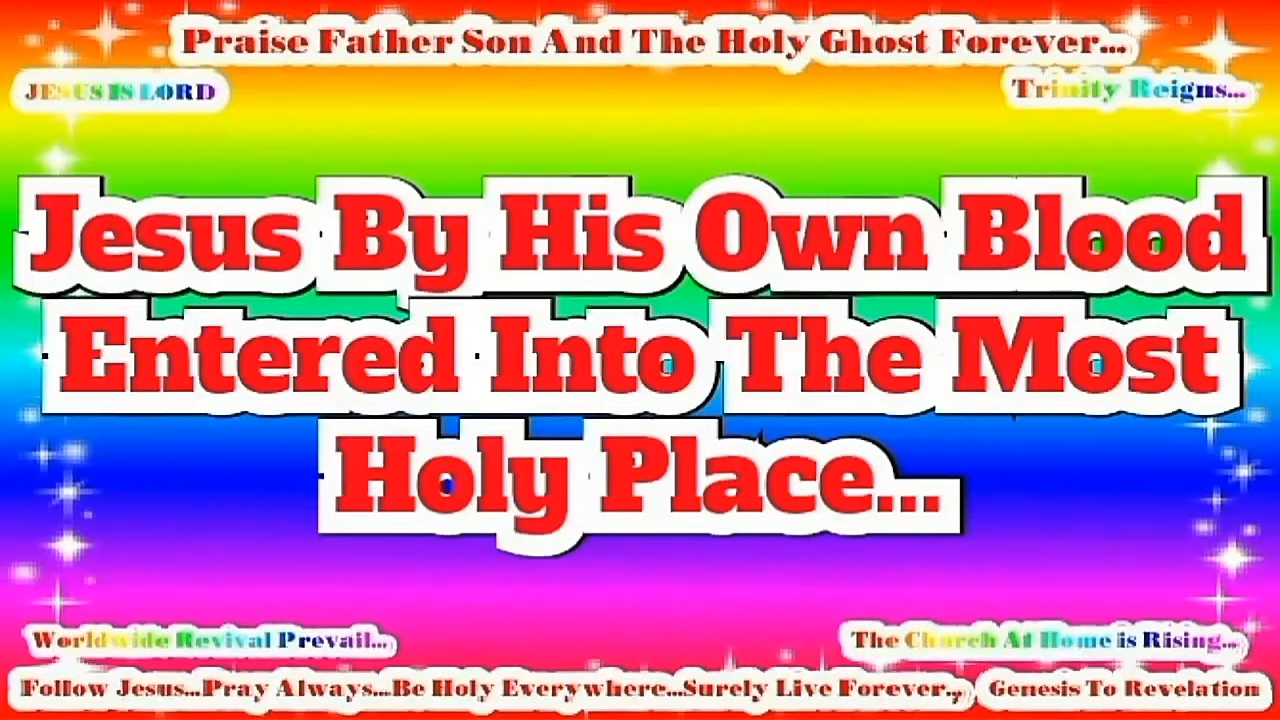 Praise Father Son And The Holy Ghost Forever...
JESUS IS LORD
Trinity Reigns...
Jesus By His Own Blood
Entered Into The Most
Holy Place...
Worldwide Revival Prevail...
The Church At Home is Rising...
Follow Jesus...Pray Always...Be Holy Everywhere...Surely Live Forever..,
Genesis To Revelation